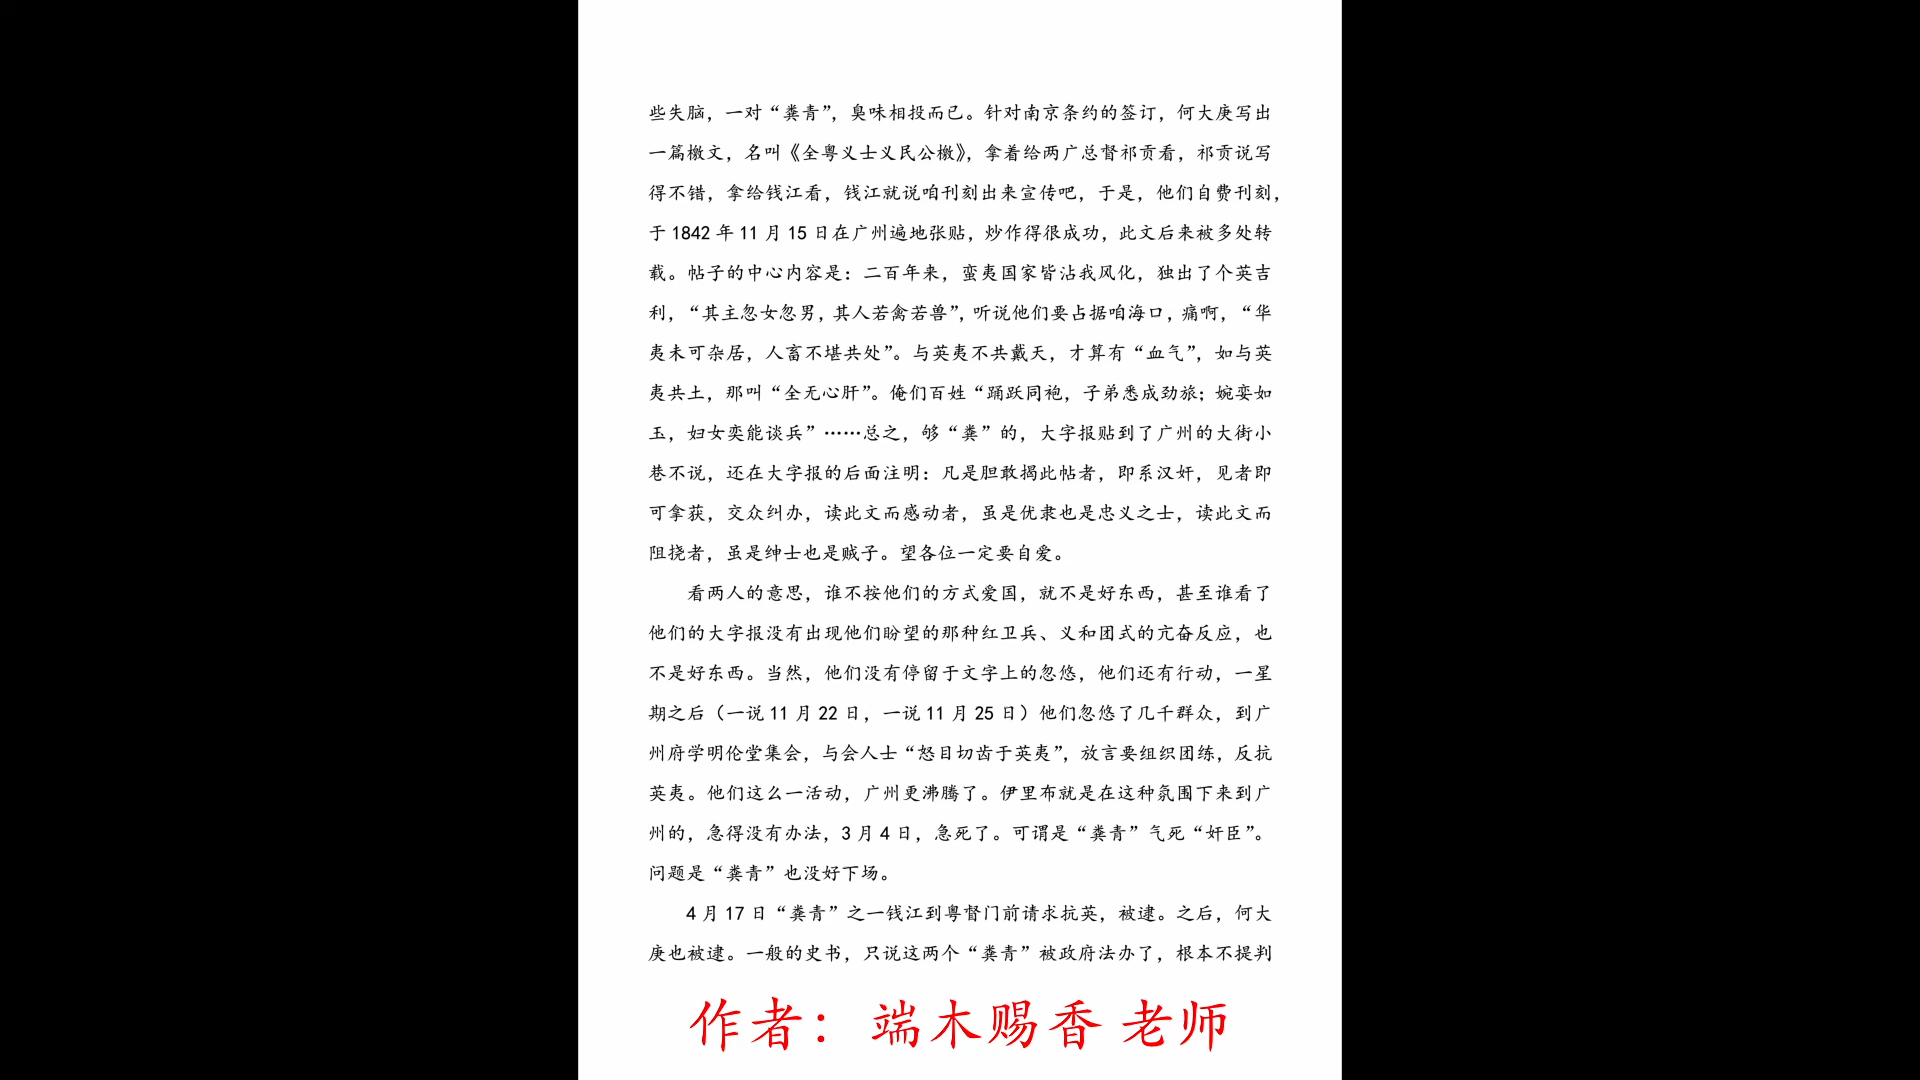 些失脑，一对“粪青”，臭味相投而已。针对南京条约的签订，何大庚写出
一篇檄文，名叫《全粤义士义民公檄》，拿着给两广总督祁贡看，祁贡说写
得不错，拿给钱江看，钱江就说咱刊刻出来宣传吧，于是，他们自费刊刻，
于 1842 年 11 月 15 日在广州遍地张贴，炒作得很成功，此文后来被多处转
载。帖子的中心内容是：二百年来，蛮夷国家皆沾我风化，独出了个英吉
利，“其主忽女忽男，其人若禽若兽”，听说他们要占据咱海口，痛啊，“华
夷未可杂居，人畜不堪共处”。与英夷不共戴天，才算有“血气”，如与英
夷共土，那叫“全无心肝”。俺们百姓“踊跃同袍，子弟悉成劲旅；婉娈如
玉，妇女奕能谈兵”……总之，够“粪”的，大字报贴到了广州的大街小
巷不说，还在大字报的后面注明：凡是胆敢揭此帖者，即系汉奸，见者即
可拿获，交众纠办，读此文而感动者，虽是优隶也是忠义之士，读此文而
阻挠者，虽是绅士也是贼子。望各位一定要自爱。
看两人的意思，谁不按他们的方式爱国，就不是好东西，甚至谁看了
他们的大字报没有出现他们盼望的那种红卫兵、义和团式的亢奋反应，也
不是好东西。当然，他们没有停留于文字上的忽悠，他们还有行动，一星
期之后（一说 11 月 22 日，一说 11 月 25 日）他们忽悠了几千群众，到广
州府学明伦堂集会，与会人士“怒目切齿于英夷”，放言要组织团练，反抗
英夷。他们这么一活动，广州更沸腾了。伊里布就是在这种氛围下来到广
州的，急得没有办法，3 月 4 日，急死了。可谓是“粪青”气死“奸臣”。
问题是“粪青”也没好下场。
4 月 17 日“粪青”之一钱江到粤督门前请求抗英，被逮。之后，何大
庚也被逮。一般的史书，只说这两个“粪青”被政府法办了，根本不提判
作者：端木赐香 老师